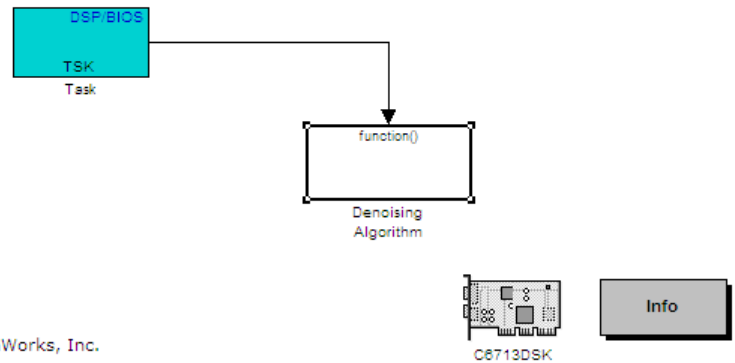 DSP/BIOS
TSK
Task
function()
Denoising
Algorithm
Info
Works, Inc.
C6713DSK